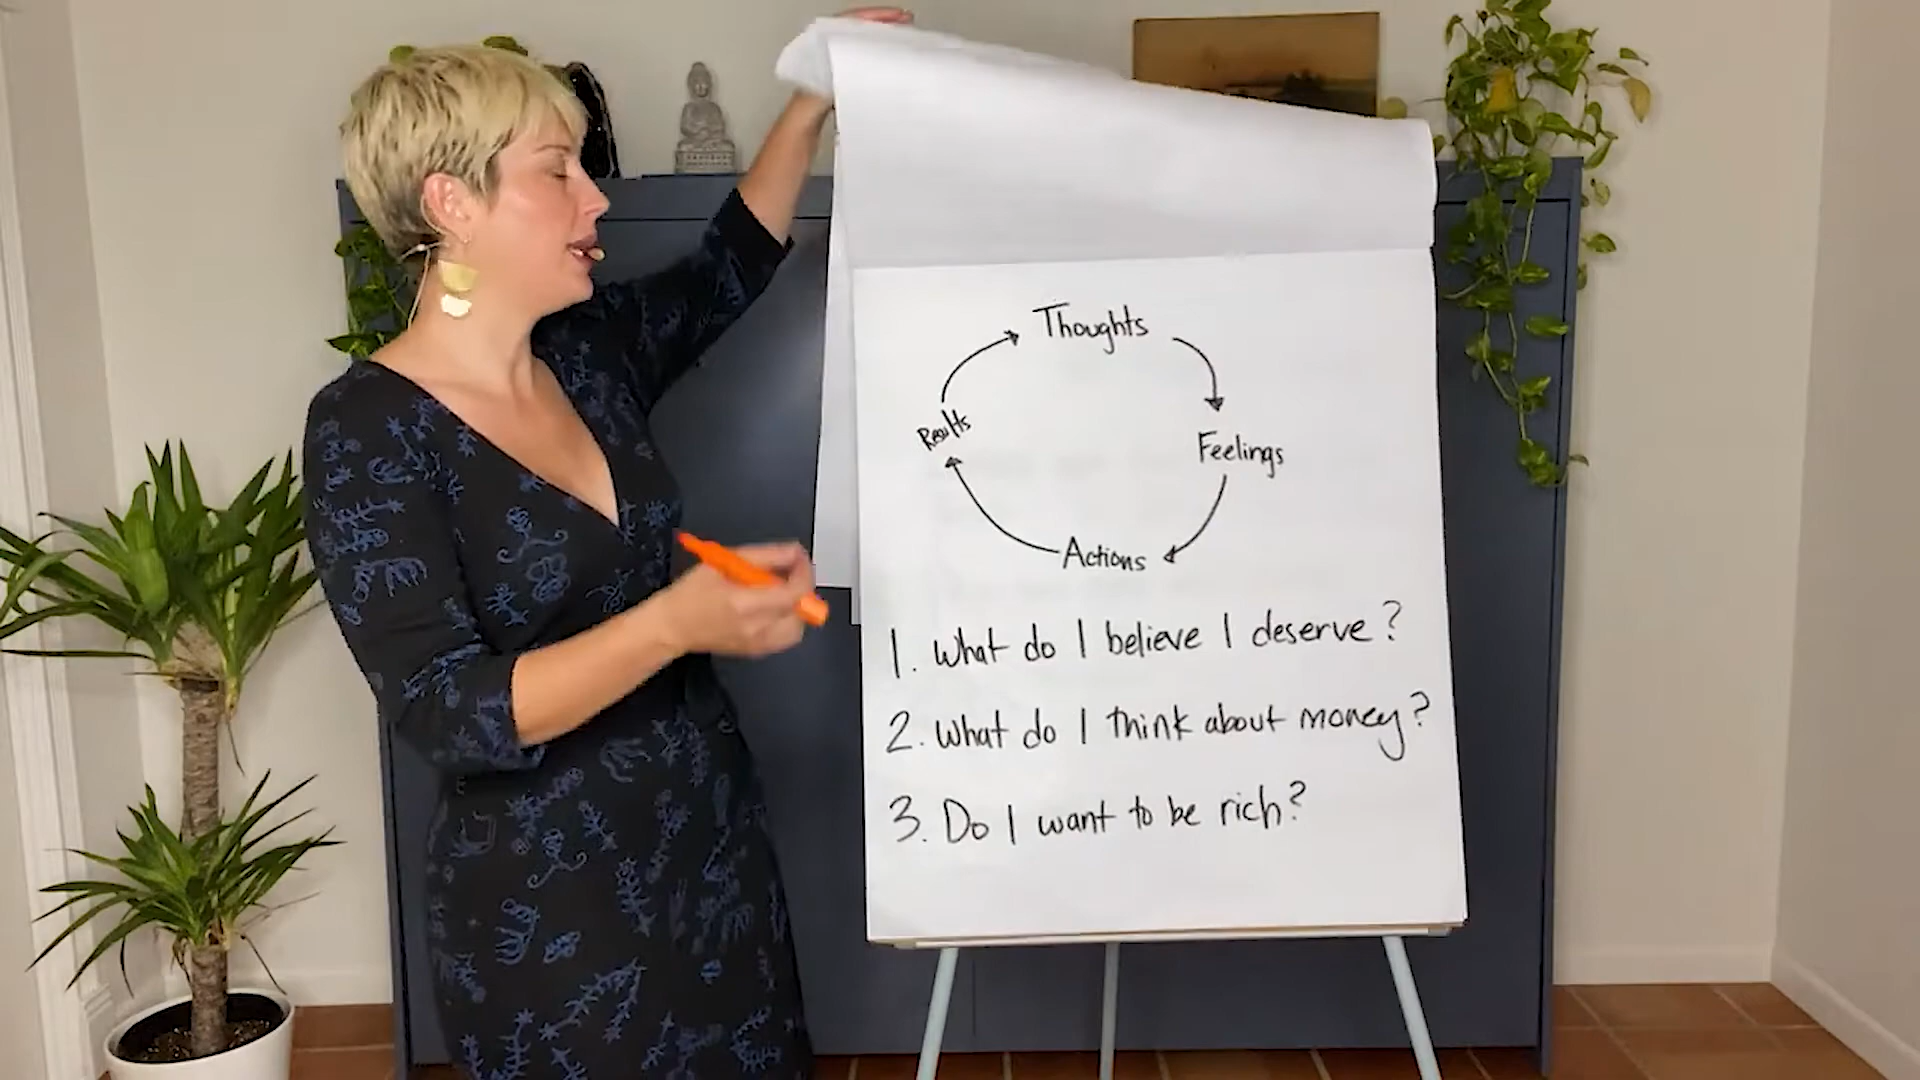 Thoughts
Results
Feelings
Actions
1. What do I believe I deserve?
2. What do I think about money?
3. Do I want to be rich?